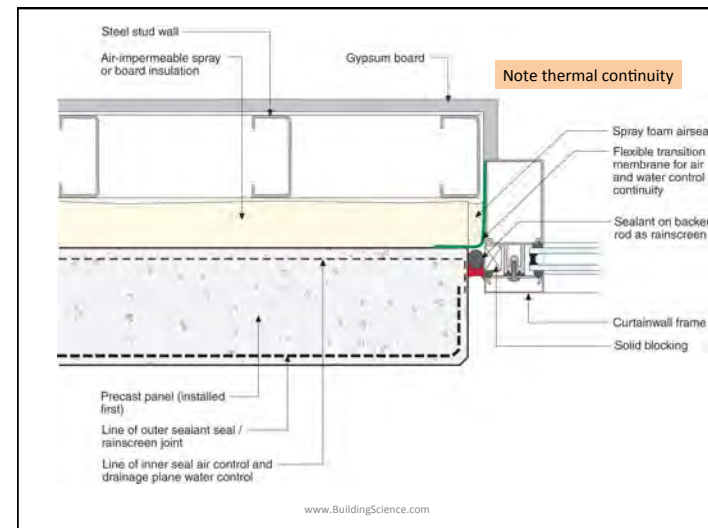 Steel stud wall
Air-impermeable spray
or board insulation
Gypsum board
Note thermal continuity
Spray foam airsea
Flexible transition
membrane for air
and water control
continuity
Sealant on backer
rod as rainscreen
Curtainwall frame
Solid blocking
Precast panel (installed
first)
Line of outer sealant seal /
rainscreen joint
Line of inner seal air control and
drainage plane water control
www.BuildingScience.com